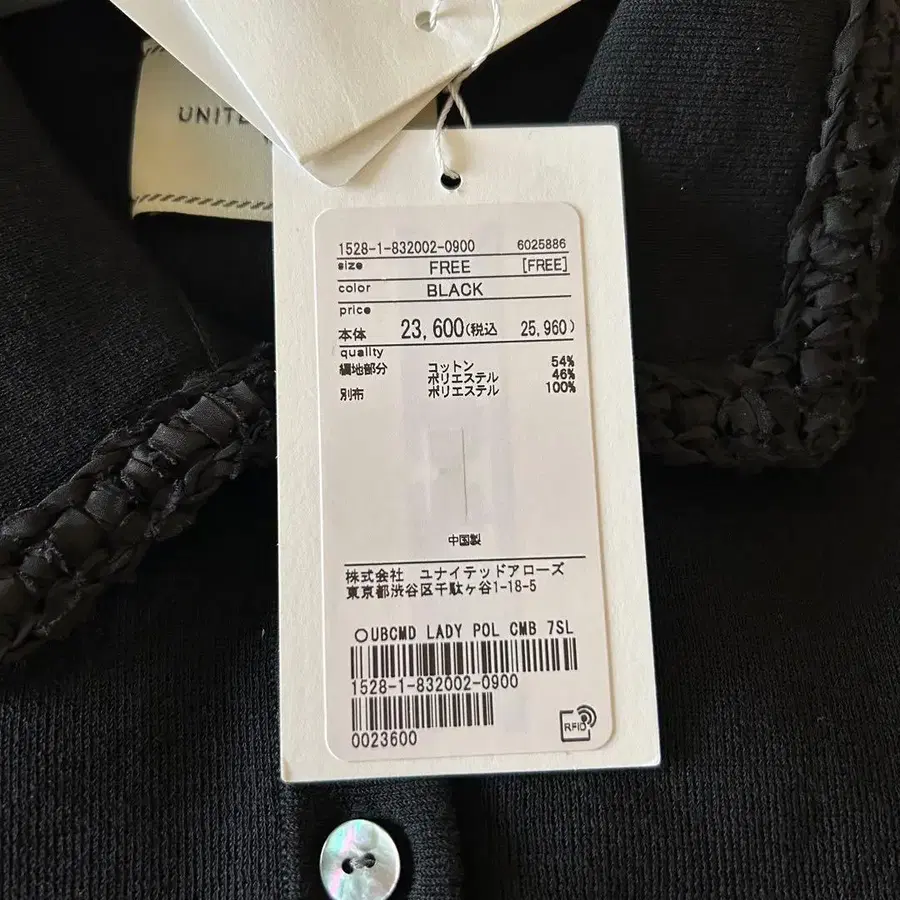 UNITE
1528-1-832002-0900 6025886
size FREE [FREE]
color BLACK
price
本体 23,600(税込 25,960)
quality
編地部分 コットン 54%
ポリエステル 46%
別布 ポリエステル 100%
中国製
株式会社 ユナイテッドアローズ
東京都渋谷区千駄ヶ谷1-18-5
○UBCMD LADY POL CMB 7SL
1528-1-832002-0900
0023600
RFID